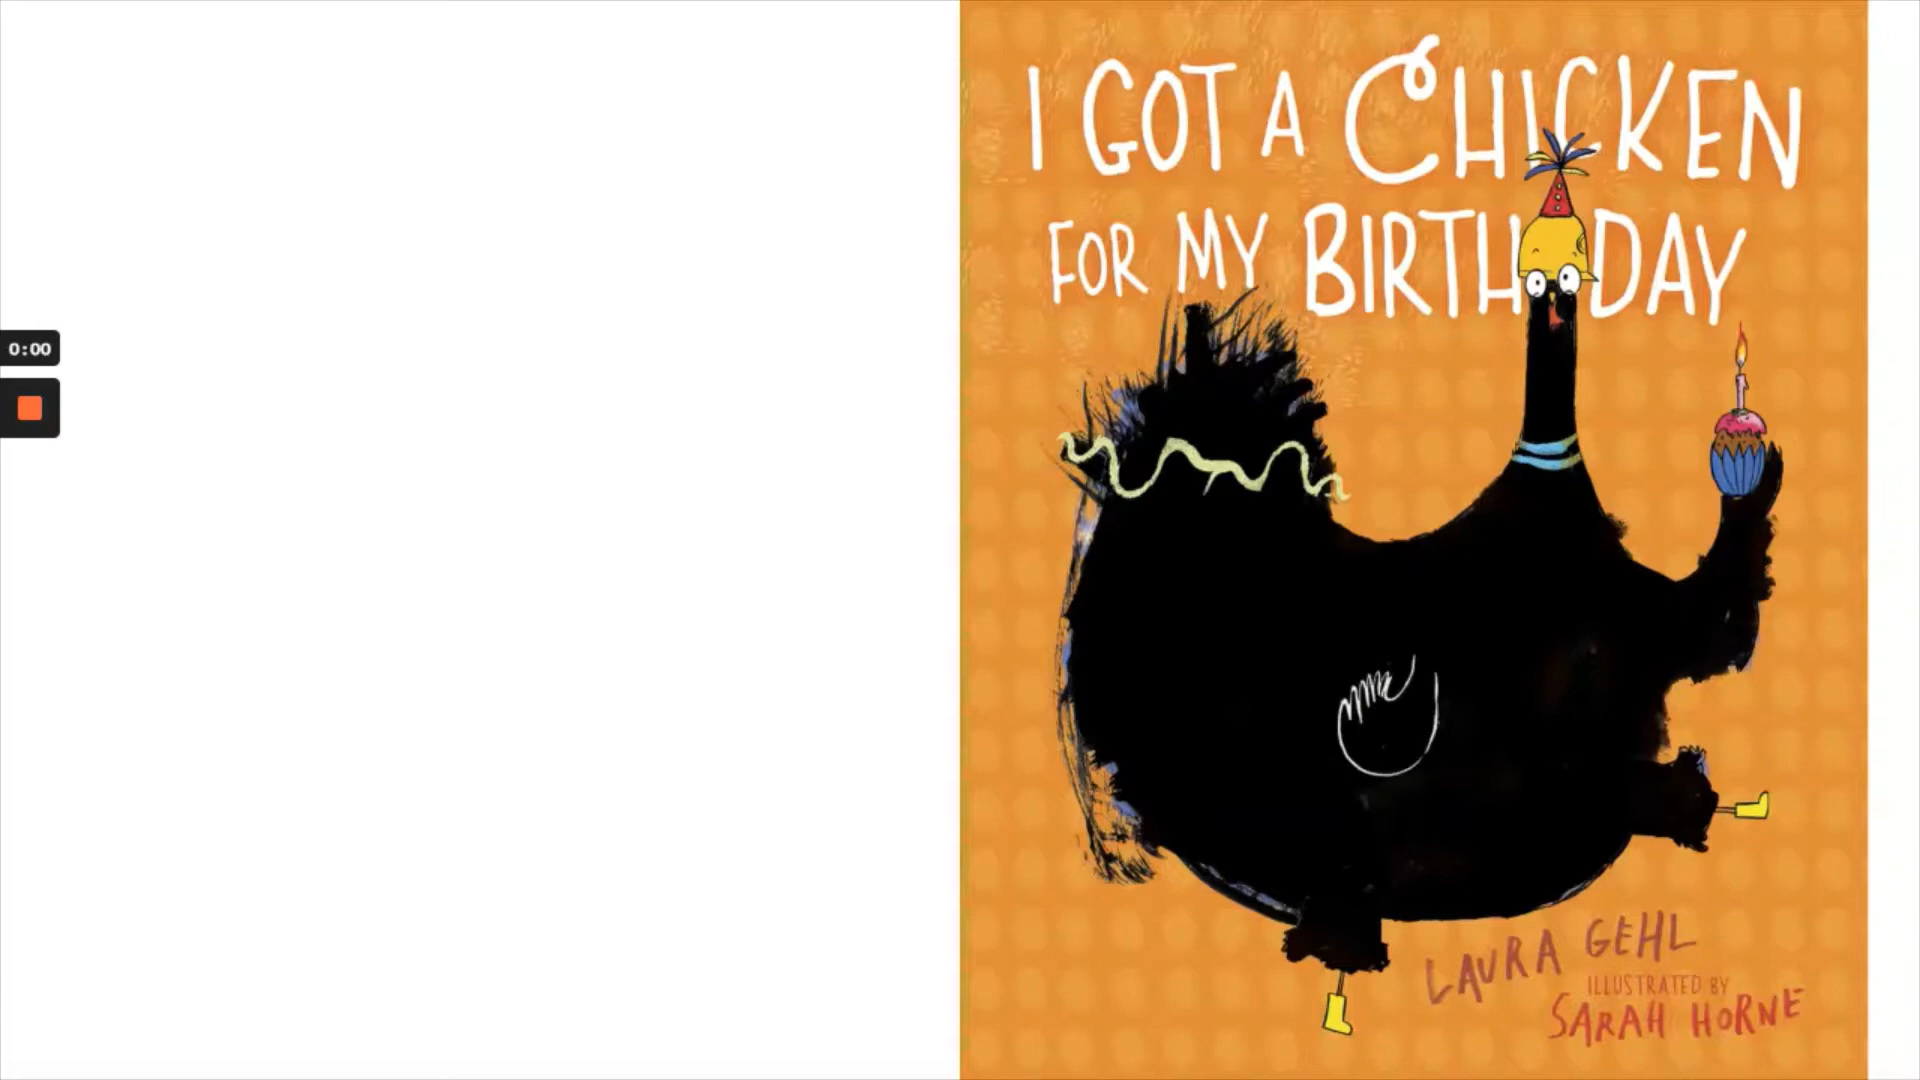 0:00
I GOT A CHICKEN
FOR MY BIRTHDAY
LAURA GEHL
ILLUSTRATED BY
SARAH HORNE